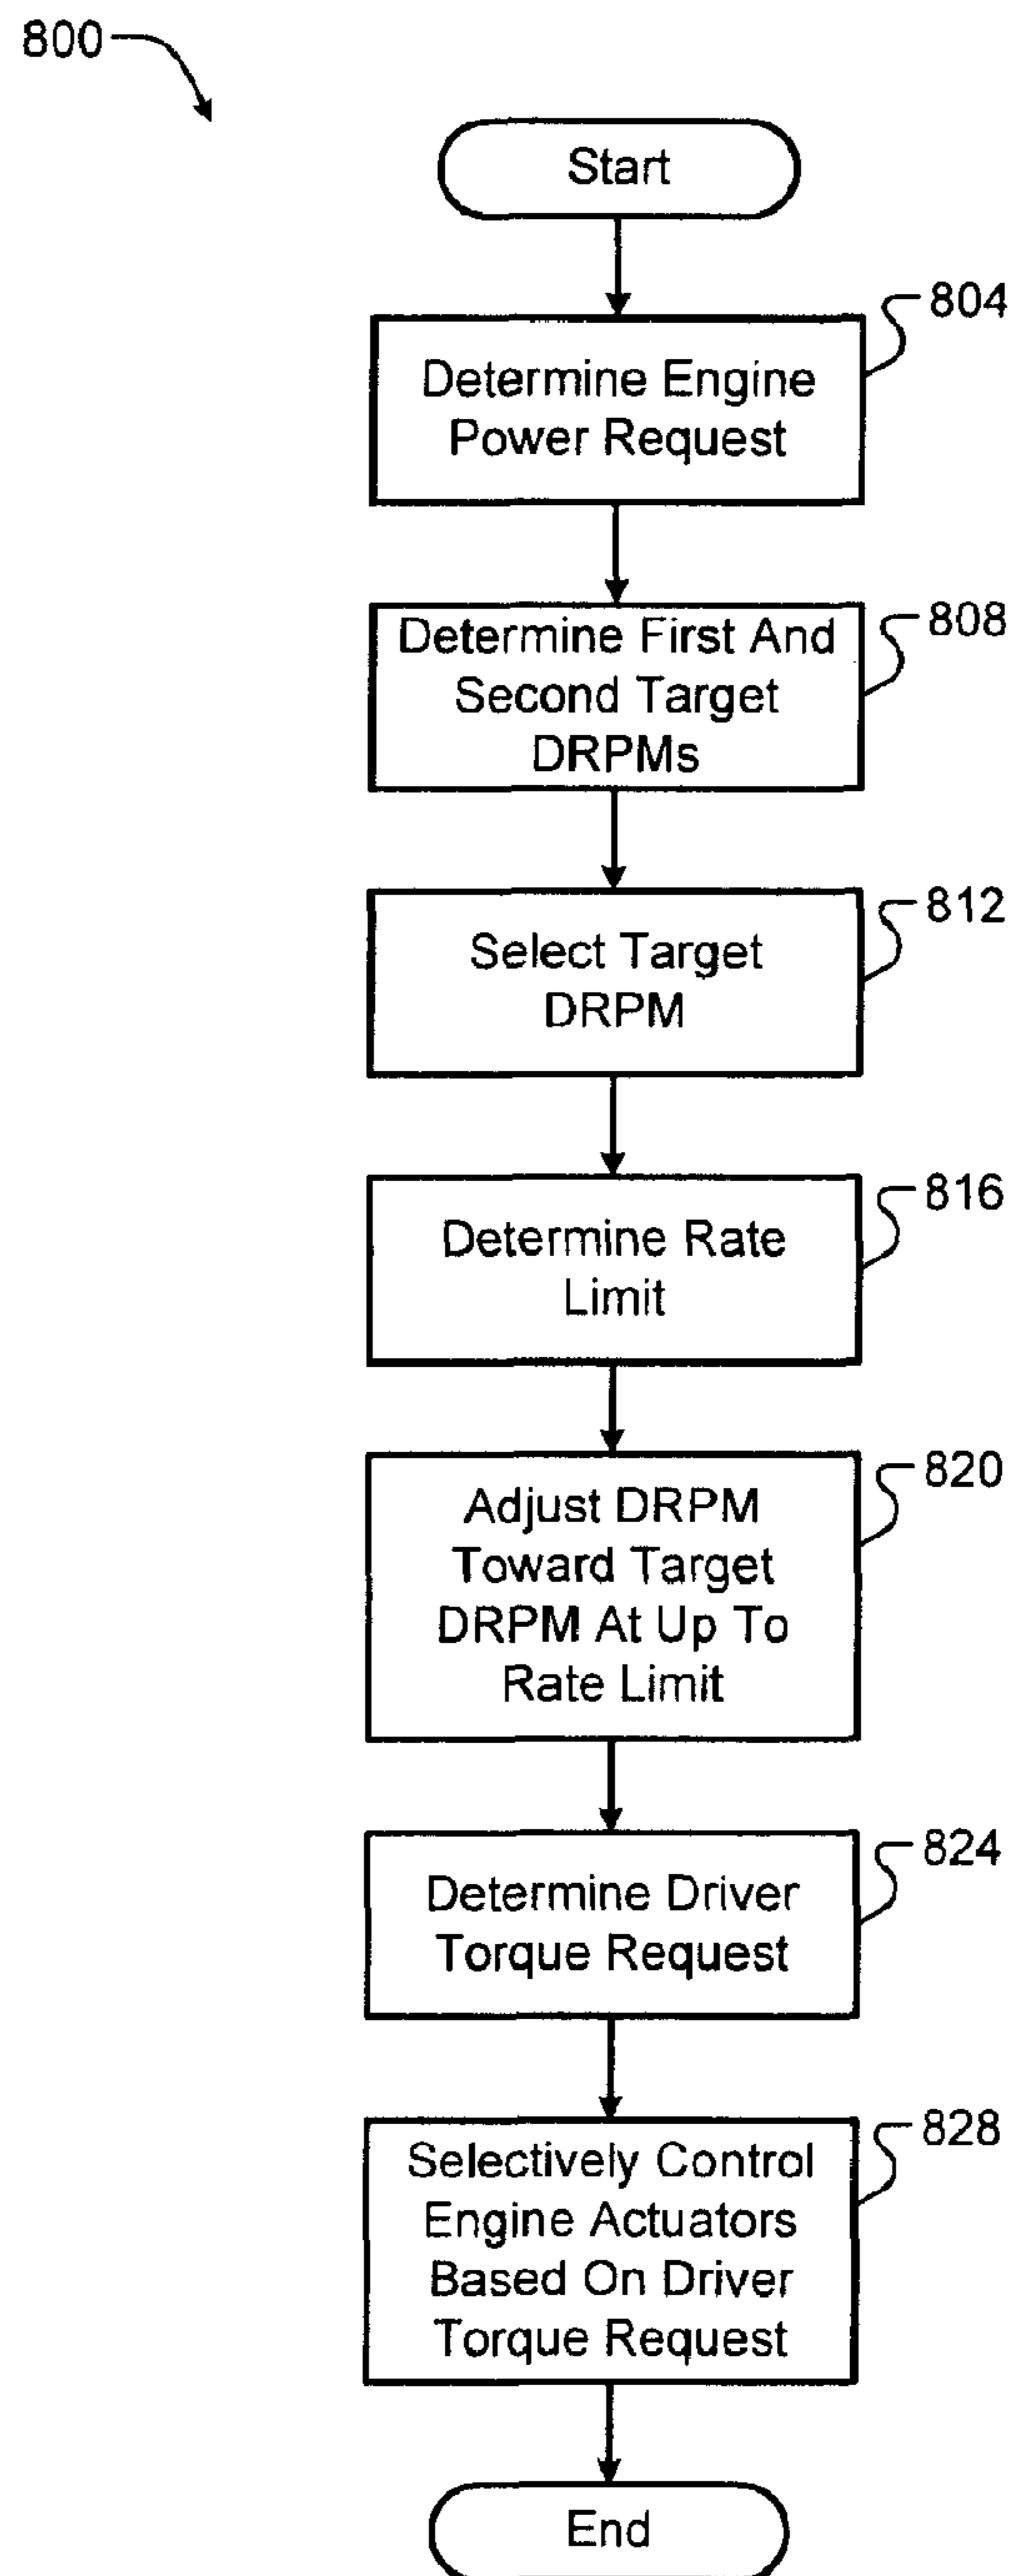 800
Start
804
Determine Engine
Power Request
808
Determine First And
Second Target
DRPMs
812
Select Target
DRPM
816
Determine Rate
Limit
820
Adjust DRPM
Toward Target
DRPM At Up To
Rate Limit
824
Determine Driver
Torque Request
828
Selectively Control
Engine Actuators
Based On Driver
Torque Request
End